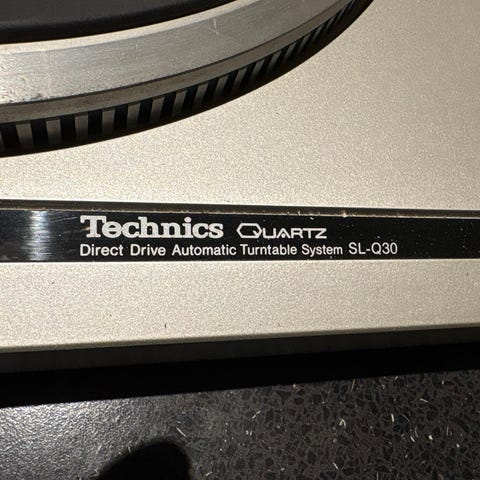 Technics QUARTZ
Direct Drive Automatic Turntable System SL-Q30